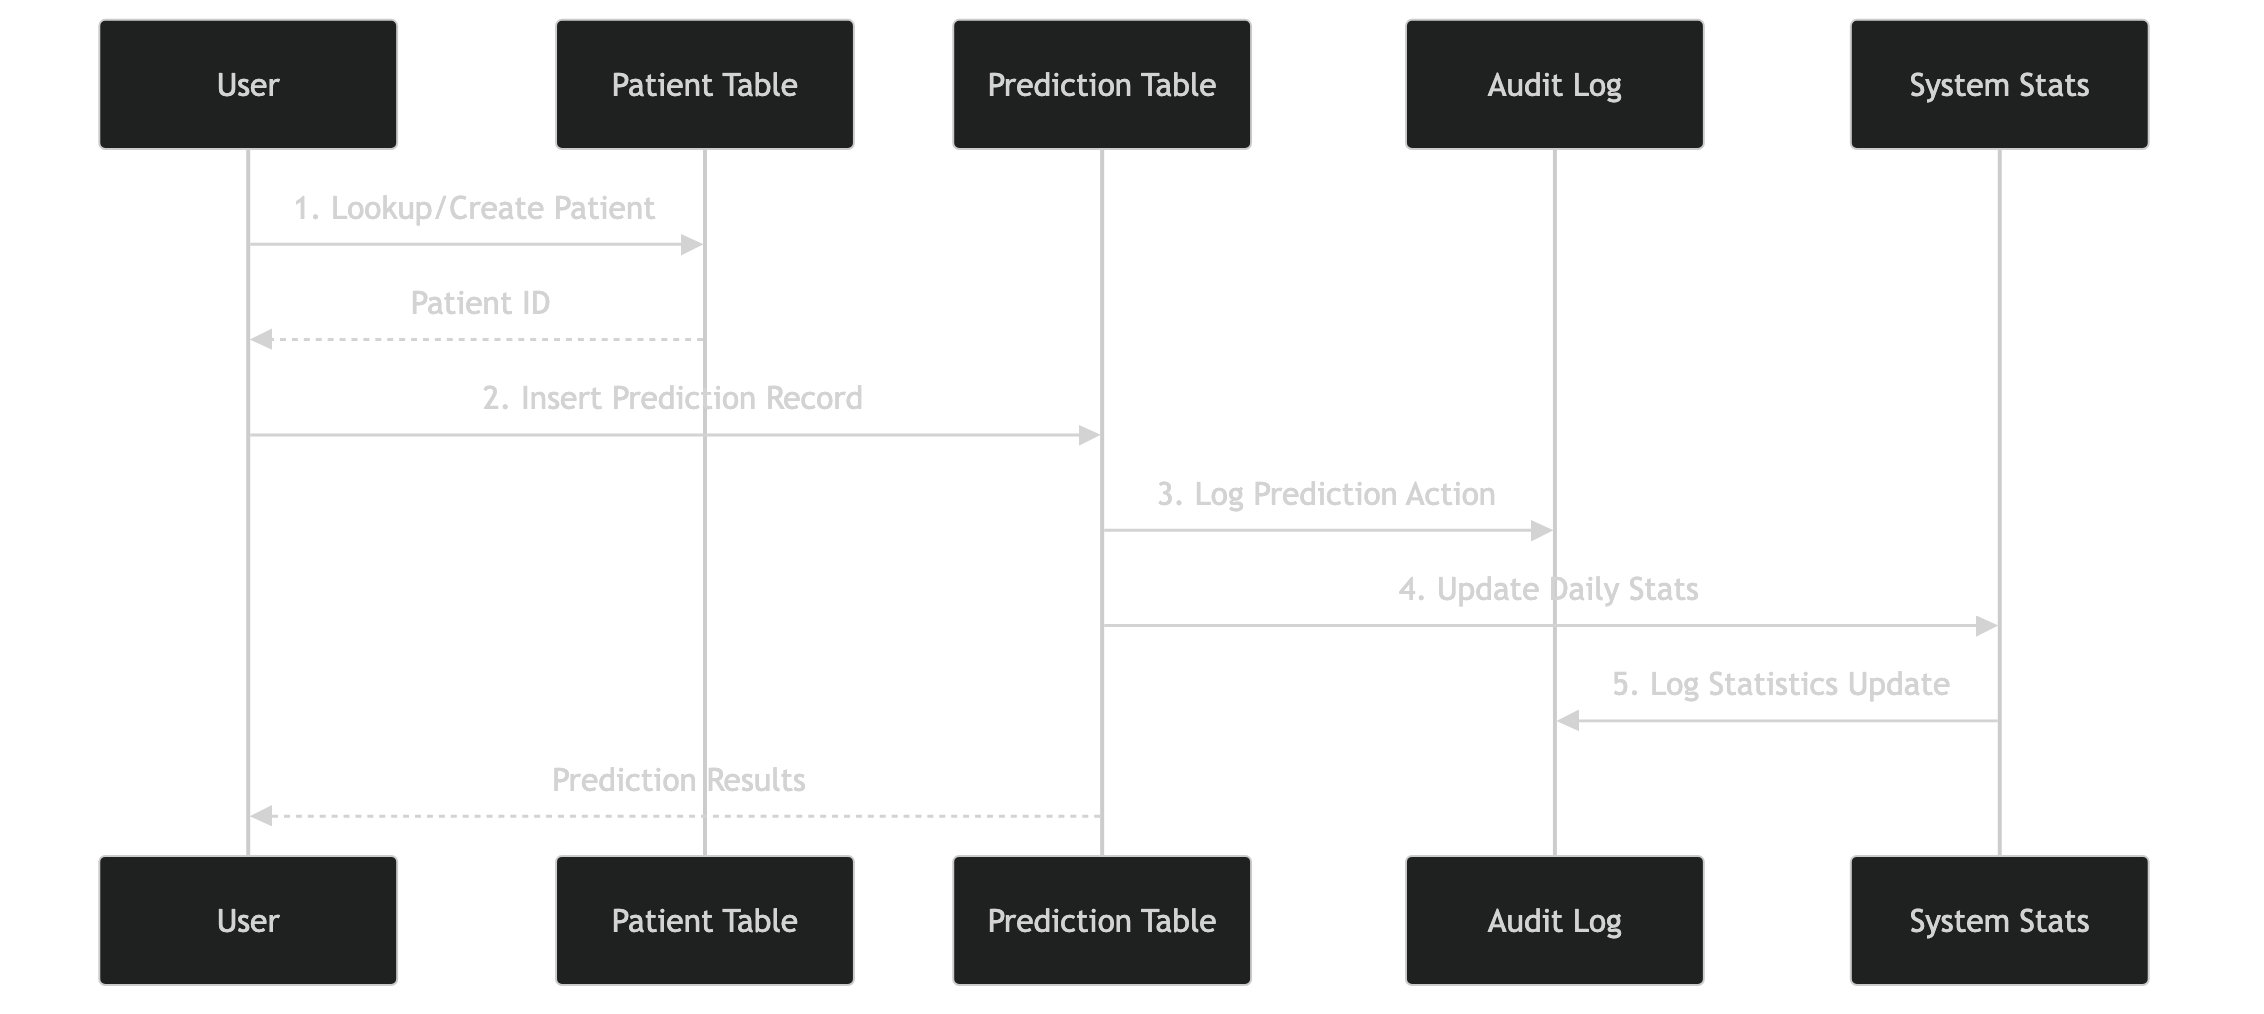 User
Patient Table
Prediction Table
Audit Log
System Stats
1. Lookup/Create Patient
Patient ID
2. Insert Prediction Record
3. Log Prediction Action
4. Update Daily Stats
5. Log Statistics Update
Prediction Results
User
Patient Table
Prediction Table
Audit Log
System Stats